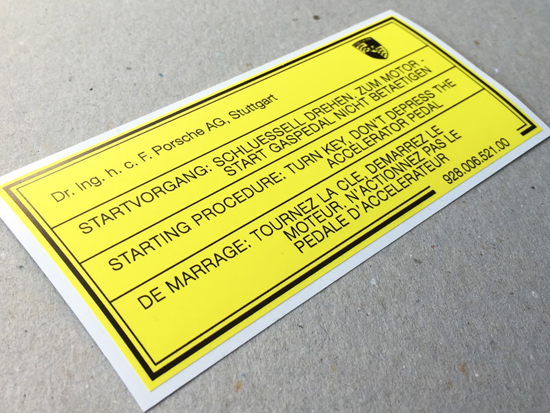 Dr. Ing. h. c. F. Porsche AG, Stuttgart
STARTVORGANG: SCHLUESSELL DREHEN, ZUM MOTOR -
START GASPEDAL NICHT BETAETIGEN
STARTING PROCEDURE: TURN KEY, DON'T DEPRESS THE
ACCELERATOR PEDAL
DE MARRAGE: TOURNEZ LA CLE, DEMARREZ LE
MOTEUR, N'ACTIONNEZ PAS LE
PEDALE D'ACCELERATEUR
928.006.521.00